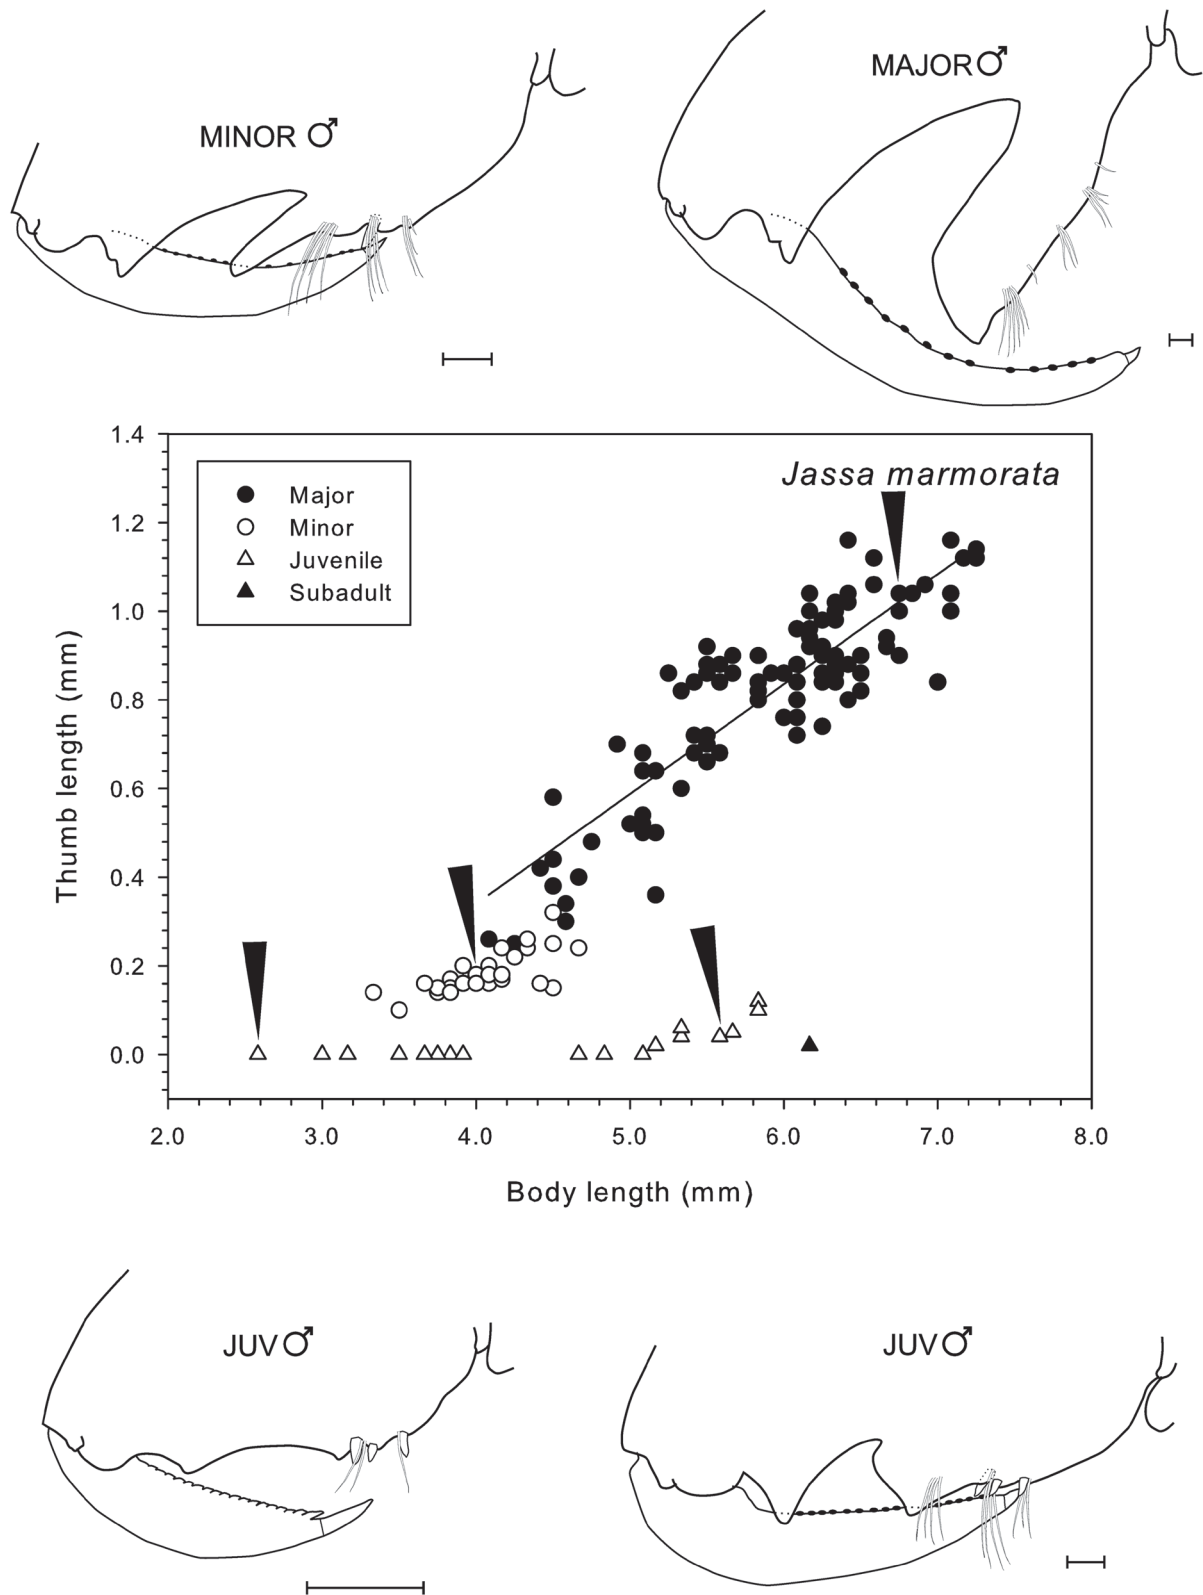 MAJOR♂
MINOR ♂
1.4
1.2
1.0
0.8
0.6
0.4
0.2
0.0
Thumb length (mm)
Major
Minor
Juvenile
Subadult
Jassa marmorata
2.0 3.0 4.0 5.0 6.0 7.0 8.0
Body length (mm)
JUV♂
JUV♂